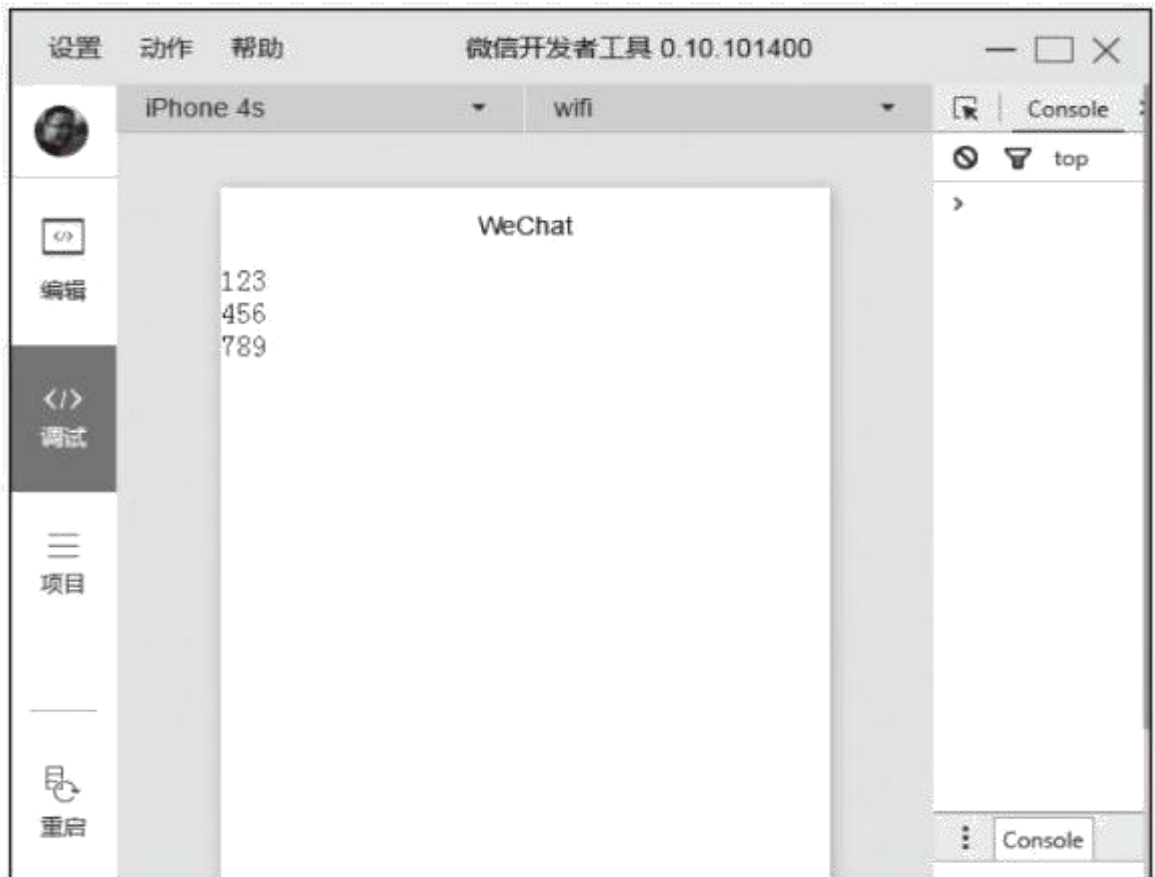 设置 动作 帮助 微信开发者工具 0.10.101400
iPhone 4s wifi Console
top
WeChat
编辑
123
456
789
调试
项目
重启
Console